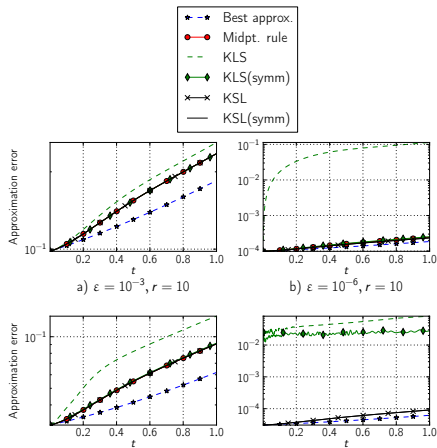 Best approx.
Midpt. rule
KLS
KLS(symm)
KSL
KSL(symm)
Approximation error
10⁻¹
0.2 0.4 0.6 0.8 1.0
t
a) ε = 10⁻³, r = 10
10⁻¹
10⁻²
10⁻³
10⁻⁴
0.2 0.4 0.6 0.8 1.0
t
b) ε = 10⁻⁶, r = 10
Approximation error
10⁻¹
0.2 0.4 0.6 0.8 1.0
t
10⁻²
10⁻³
10⁻⁴
0.2 0.4 0.6 0.8 1.0
t